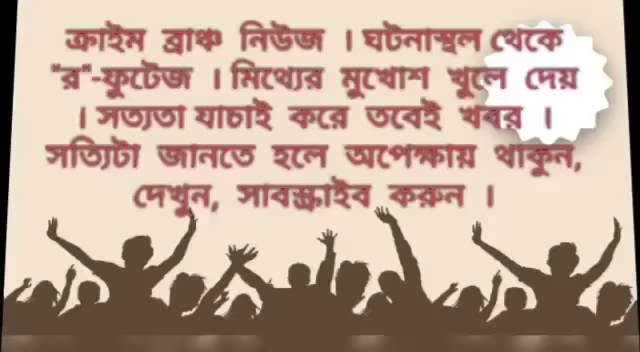 ক্রাইম ব্রাঞ্চ নিউজ । ঘটনাস্থল থেকে
"র"-ফুটেজ । মিথ্যের মুখোশ খুলে দেয়
। সত্যতা যাচাই করে তবেই খবর ।
সত্যিটা জানতে হলে অপেক্ষায় থাকুন,
দেখুন, সাবস্ক্রাইব করুন ।